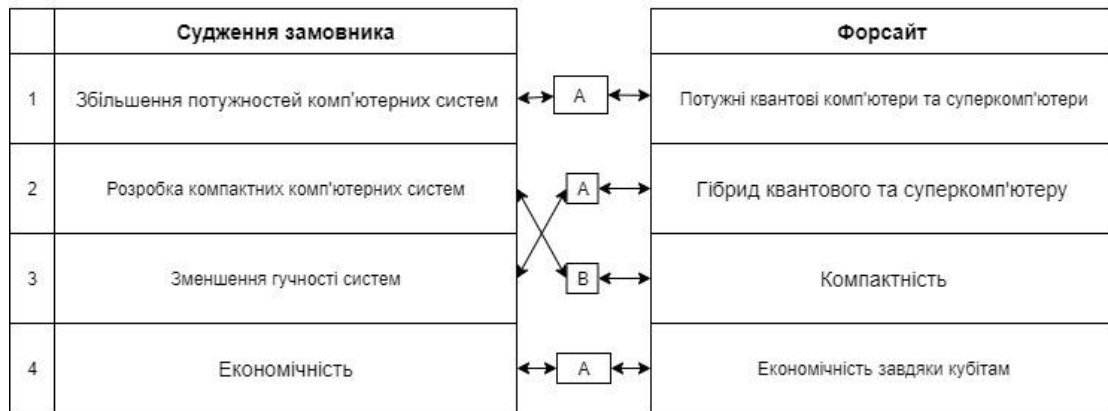 Судження замовника
Форсайт
1
Збільшення потужностей комп'ютерних систем
A
Потужні квантові комп'ютери та суперкомп'ютери
2
Розробка компактних комп'ютерних систем
A
Гібрид квантового та суперкомп'ютеру
3
Зменшення гучності систем
B
Компактність
4
Економічність
A
Економічність завдяки кубітам